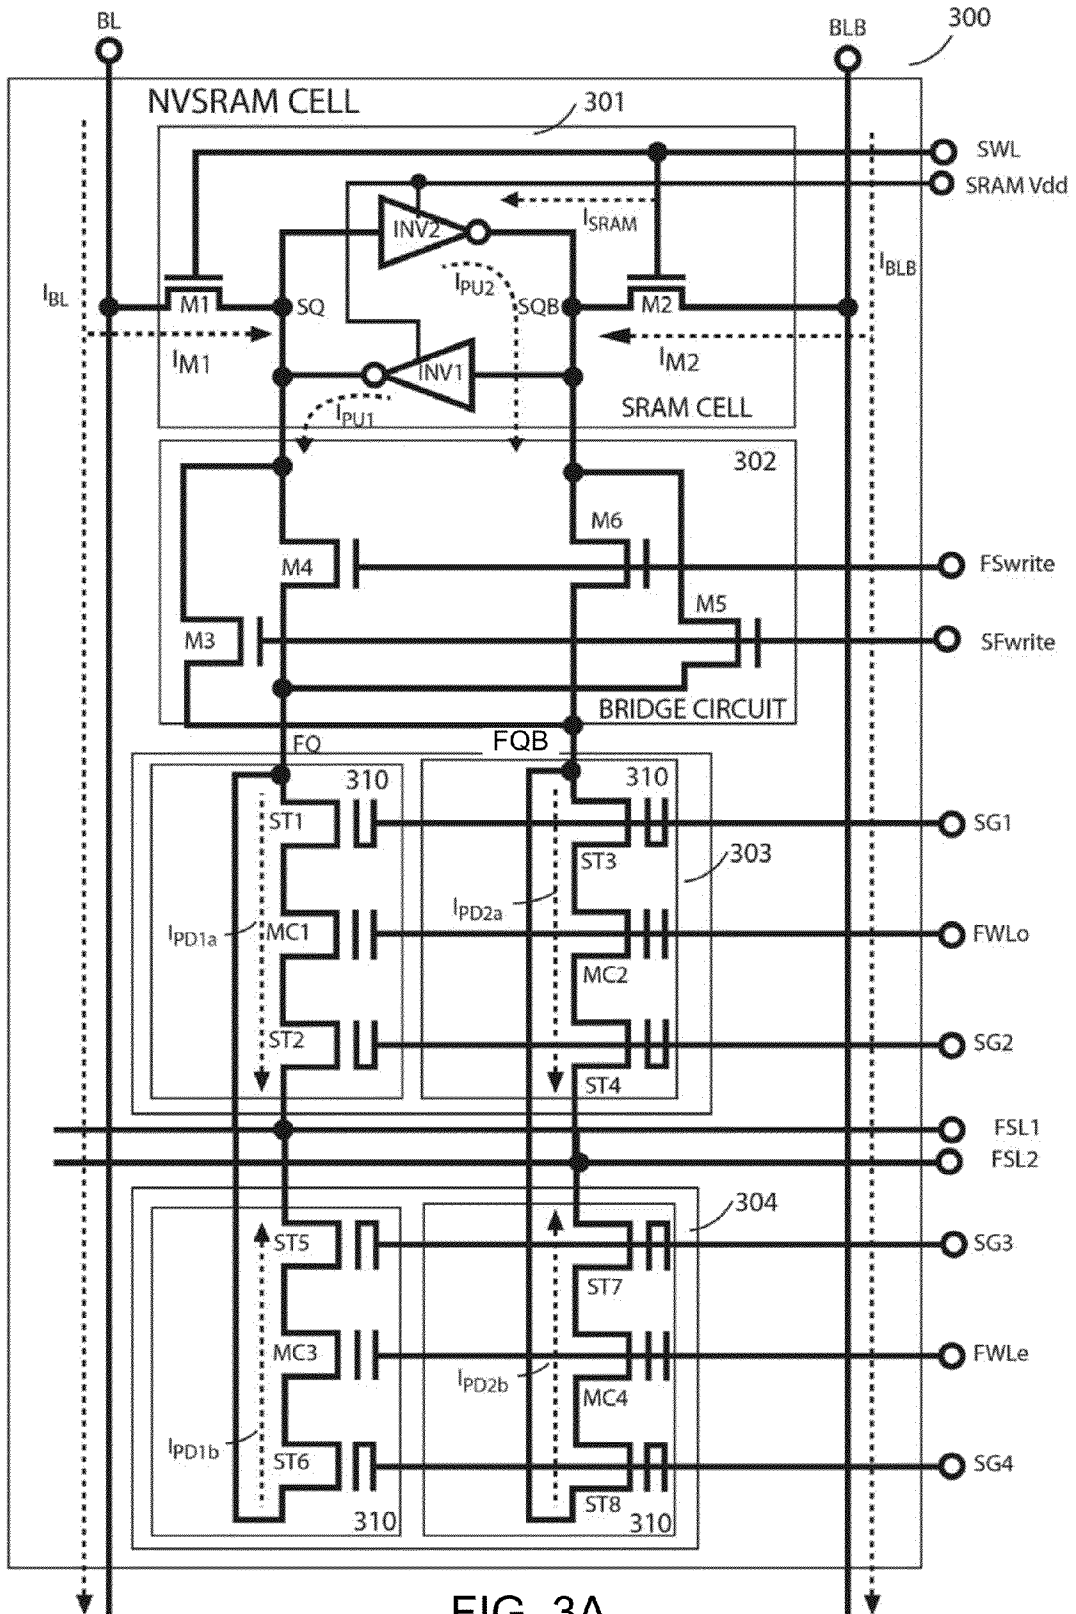 BL
BLB
300
NVSRAM CELL
301
SWL
SRAM Vdd
INV2
ISRAM
IBL
IBLB
IPU2
M1
SQ
SQB
M2
IM1
IM2
INV1
IPU1
SRAM CELL
302
M6
M4
FSwrite
M5
M3
SFwrite
BRIDGE CIRCUIT
FQ
FQB
310
310
ST1
SG1
ST3
303
IPD1a
IPD2a
MC1
FWLo
MC2
ST2
SG2
ST4
FSL1
FSL2
304
ST5
SG3
ST7
MC3
FWLe
IPD2b
MC4
IPD1b
ST6
SG4
ST8
310
310
FIG. 3A